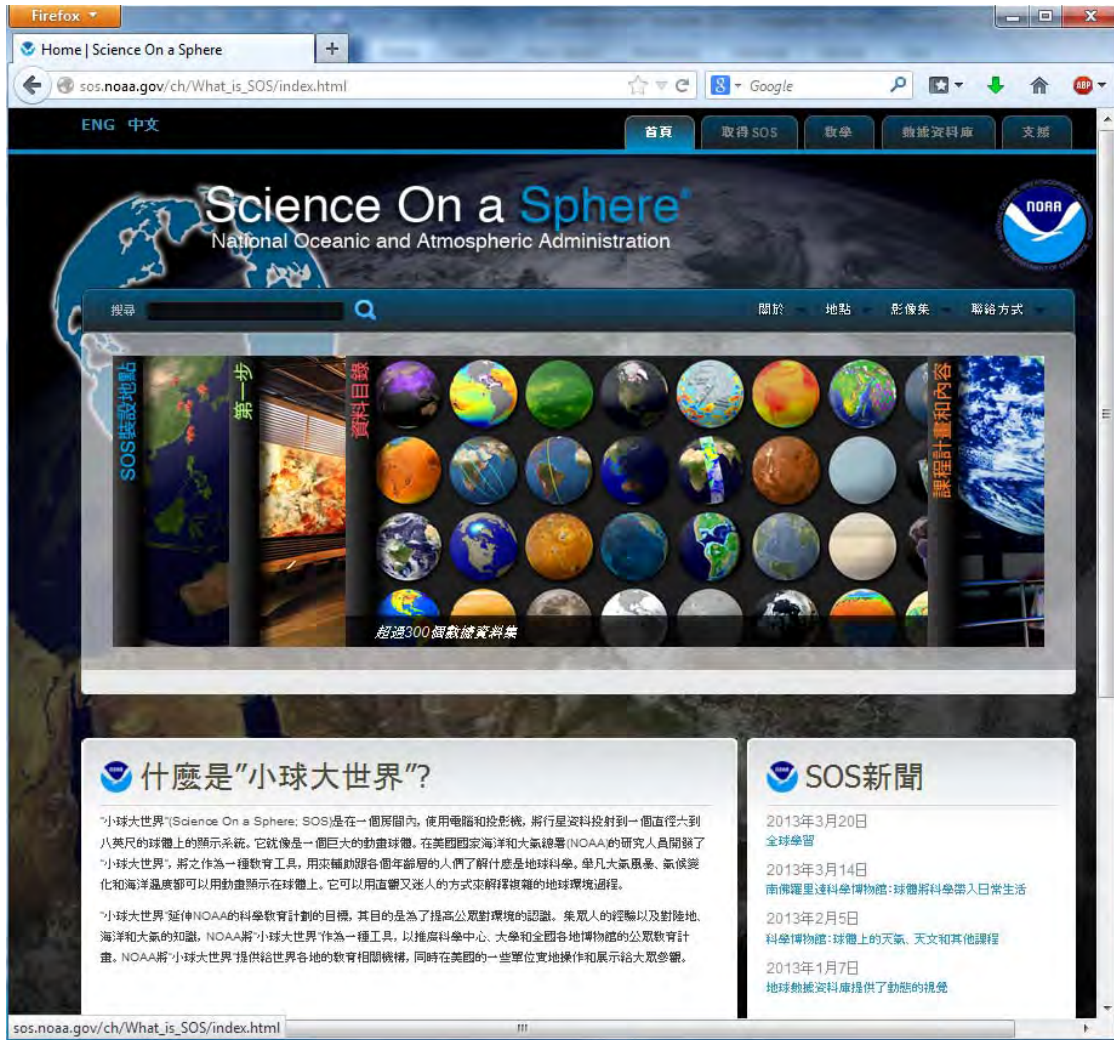 Firefox
Home | Science On a Sphere
sos.noaa.gov/ch/What_is_SOS/index.html
Google
ABP
ENG 中文
首頁 取得SOS 教學 數據資料庫 支援
Science On a Sphere®
National Oceanic and Atmospheric Administration
NOAA
搜尋
關於 地點 影像集 聯絡方式
SOS裝設地點
第一步
資料目錄
課程計畫和內容
超過300個數據資料集
什麼是"小球大世界"?
"小球大世界"(Science On a Sphere; SOS)是在一個房間內, 使用電腦和投影機, 將行星資料投射到一個直徑六到
八英尺的球體上的顯示系統。它就像是一個巨大的動畫球體。在美國國家海洋和大氣總署(NOAA)的研究人員開發了
"小球大世界", 將之作為一種教育工具, 用來輔助跟各個年齡層的人們了解什麼是地球科學。舉凡大氣風暴、氣候變
化和海洋溫度都可以用動畫顯示在球體上。它可以用直觀又迷人的方式來解釋複雜的地球環境過程。
"小球大世界"延伸NOAA的科學教育計劃的目標, 其目的是為了提高公眾對環境的認識。集眾人的經驗以及對陸地、
海洋和大氣的知識, NOAA將"小球大世界"作為一種工具, 以推廣科學中心、大學和全國各地博物館的公眾教育計
畫。NOAA將"小球大世界"提供給世界各地的教育相關機構, 同時在美國的一些單位實地操作和展示給大眾參觀。
SOS新聞
2013年3月20日
全球學習
2013年3月14日
南佛羅里達科學博物館:球體將科學帶入日常生活
2013年2月5日
科學博物館:球體上的天氣、天文和其他課程
2013年1月7日
地球數據資料庫提供了動態的視覺
sos.noaa.gov/ch/What_is_SOS/index.html